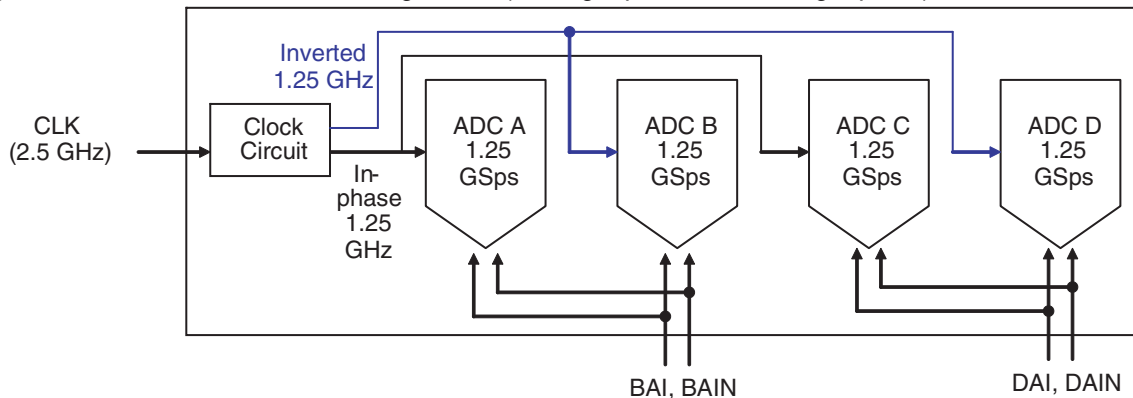 Inverted
1.25 GHz
CLK
(2.5 GHz)
Clock
Circuit
In-
phase
1.25
GHz
ADC A
1.25
GSps
ADC B
1.25
GSps
ADC C
1.25
GSps
ADC D
1.25
GSps
BAI, BAIN
DAI, DAIN